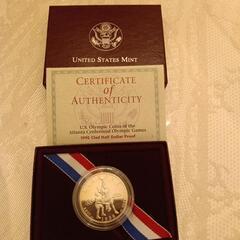 UNITED STATES MINT
CERTIFICATE
of
AUTHENTICITY
U.S. Olympic Coins of the
Atlanta Centennial Olympic Games
1995 Clad Half Dollar Proof